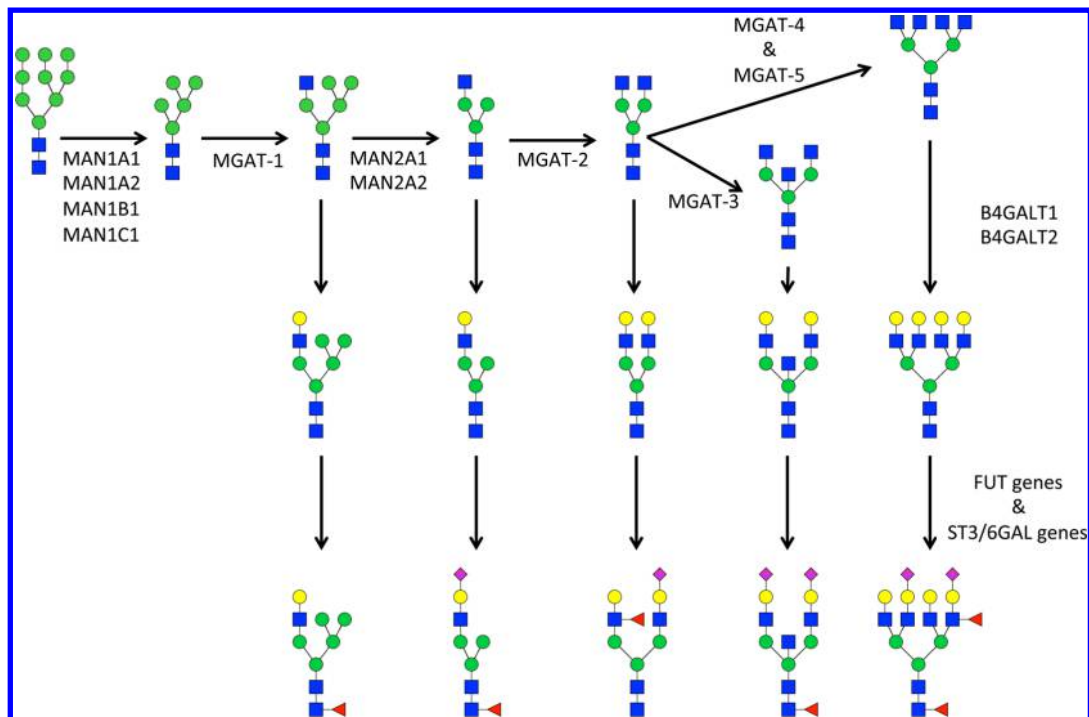 MGAT-4
&
MGAT-5
MAN1A1
MAN1A2
MAN1B1
MAN1C1
MGAT-1
MAN2A1
MAN2A2
MGAT-2
MGAT-3
B4GALT1
B4GALT2
FUT genes
&
ST3/6GAL genes